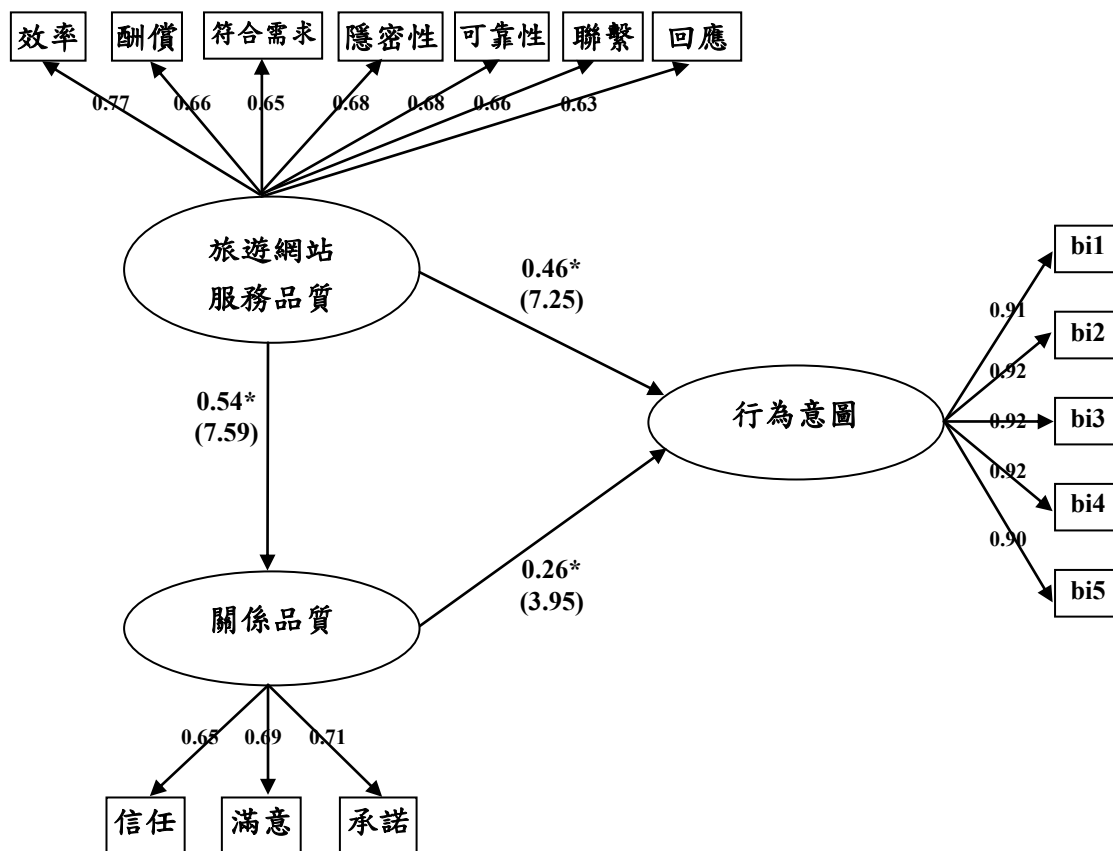 效率
酬償
符合需求
隱密性
可靠性
聯繫
回應
0.77
0.66
0.65
0.68
0.68
0.66
0.63
旅遊網站
服務品質
0.46*
(7.25)
0.54*
(7.59)
行為意圖
0.91
0.92
0.92
0.92
0.90
bi1
bi2
bi3
bi4
bi5
0.26*
(3.95)
關係品質
0.65
0.69
0.71
信任
滿意
承諾